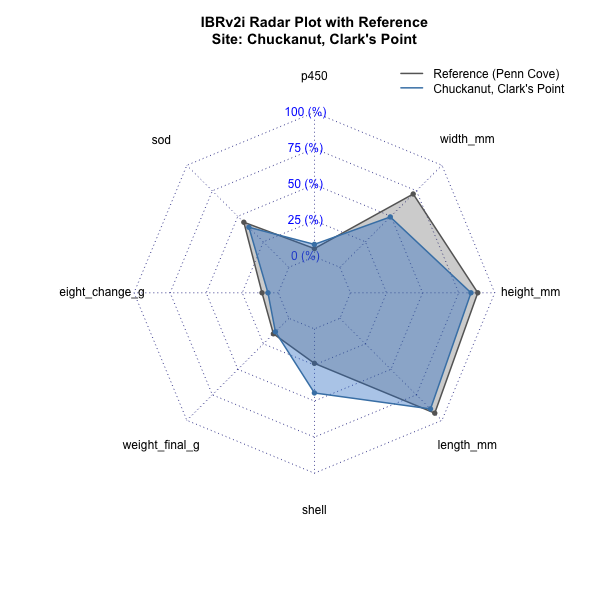 IBRv2i Radar Plot with Reference
Site: Chuckanut, Clark's Point
Reference (Penn Cove)
Chuckanut, Clark's Point
p450
100 (%)
75 (%)
50 (%)
25 (%)
0 (%)
sod
width_mm
eight_change_g
height_mm
weight_final_g
length_mm
shell